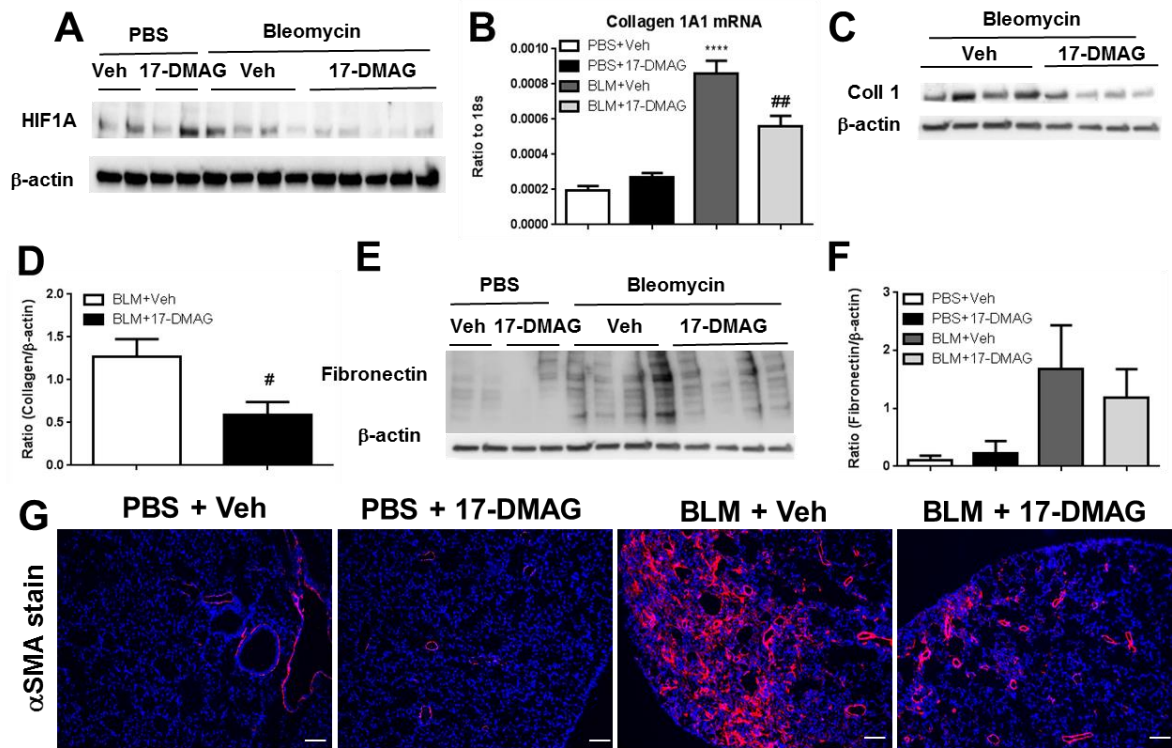 A
PBS
Bleomycin
Veh 17-DMAG Veh 17-DMAG
HIF1A
β-actin
B
Collagen 1A1 mRNA
PBS+Veh
PBS+17-DMAG
BLM+Veh
BLM+17-DMAG
****
##
Ratio to 18s
0.0010
0.0008
0.0006
0.0004
0.0002
0.0000
C
Bleomycin
Veh 17-DMAG
Coll 1
β-actin
D
BLM+Veh
BLM+17-DMAG
#
Ratio (Collagen/β-actin)
2.0
1.5
1.0
0.5
0.0
E
PBS
Bleomycin
Veh 17-DMAG Veh 17-DMAG
Fibronectin
β-actin
F
PBS+Veh
PBS+17-DMAG
BLM+Veh
BLM+17-DMAG
Ratio (Fibronectin/β-actin)
3
2
1
0
G
PBS + Veh
PBS + 17-DMAG
BLM + Veh
BLM + 17-DMAG
αSMA stain